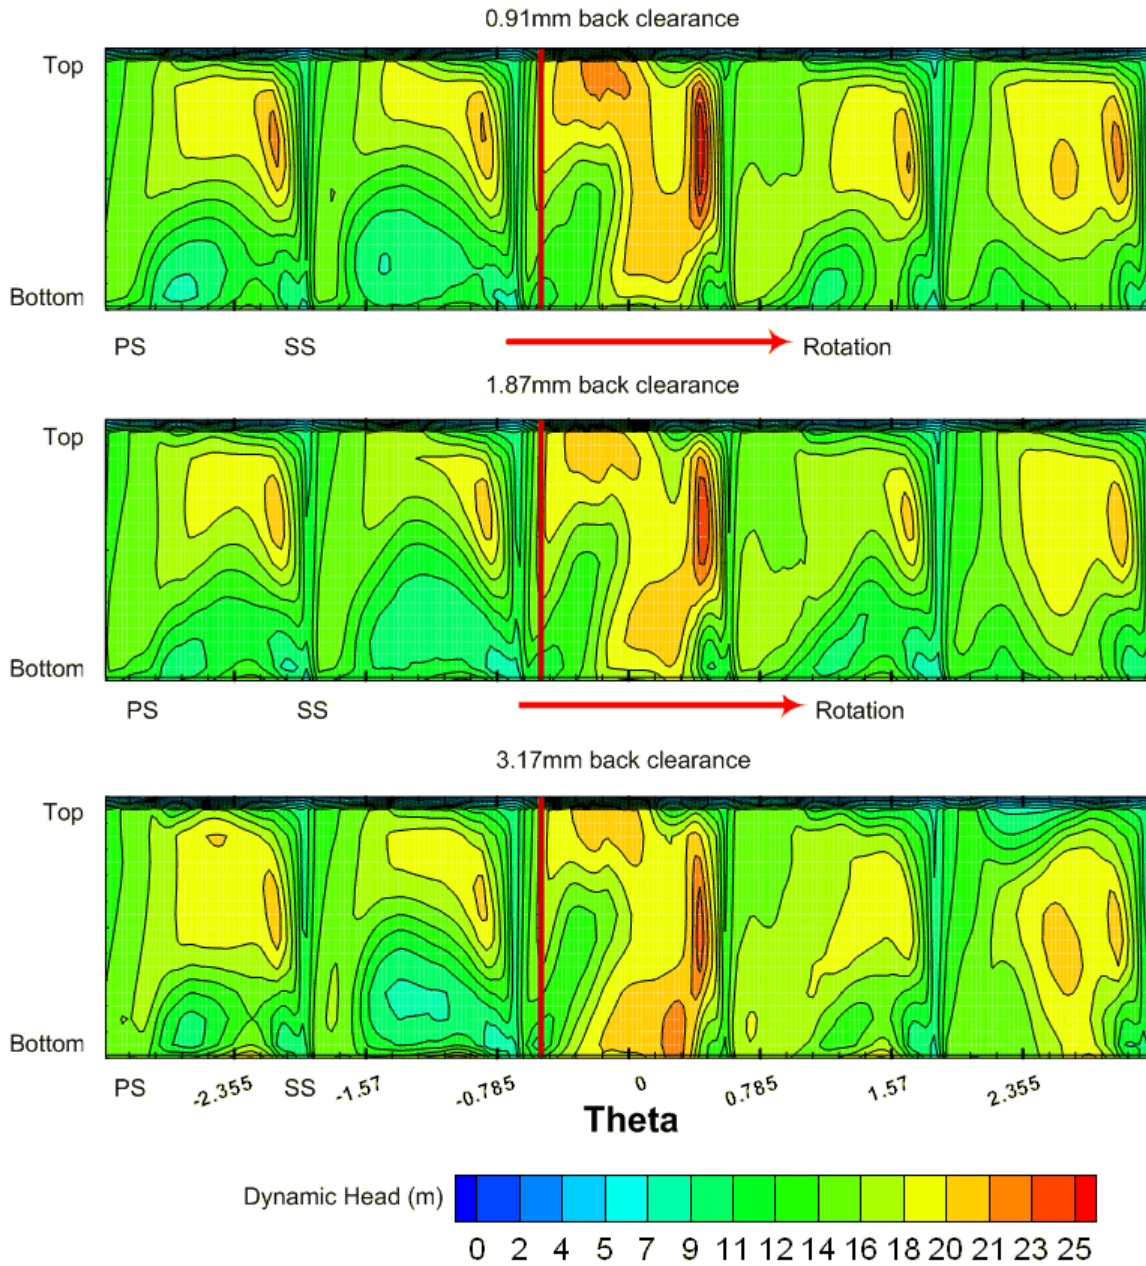 0.91mm back clearance
Top
Bottom
PS SS Rotation
1.87mm back clearance
Top
Bottom
PS SS Rotation
3.17mm back clearance
Top
Bottom
PS -2.355 SS -1.57 -0.785 0 0.785 1.57 2.355
Theta
Dynamic Head (m)
0 2 4 5 7 9 11 12 14 16 18 20 21 23 25